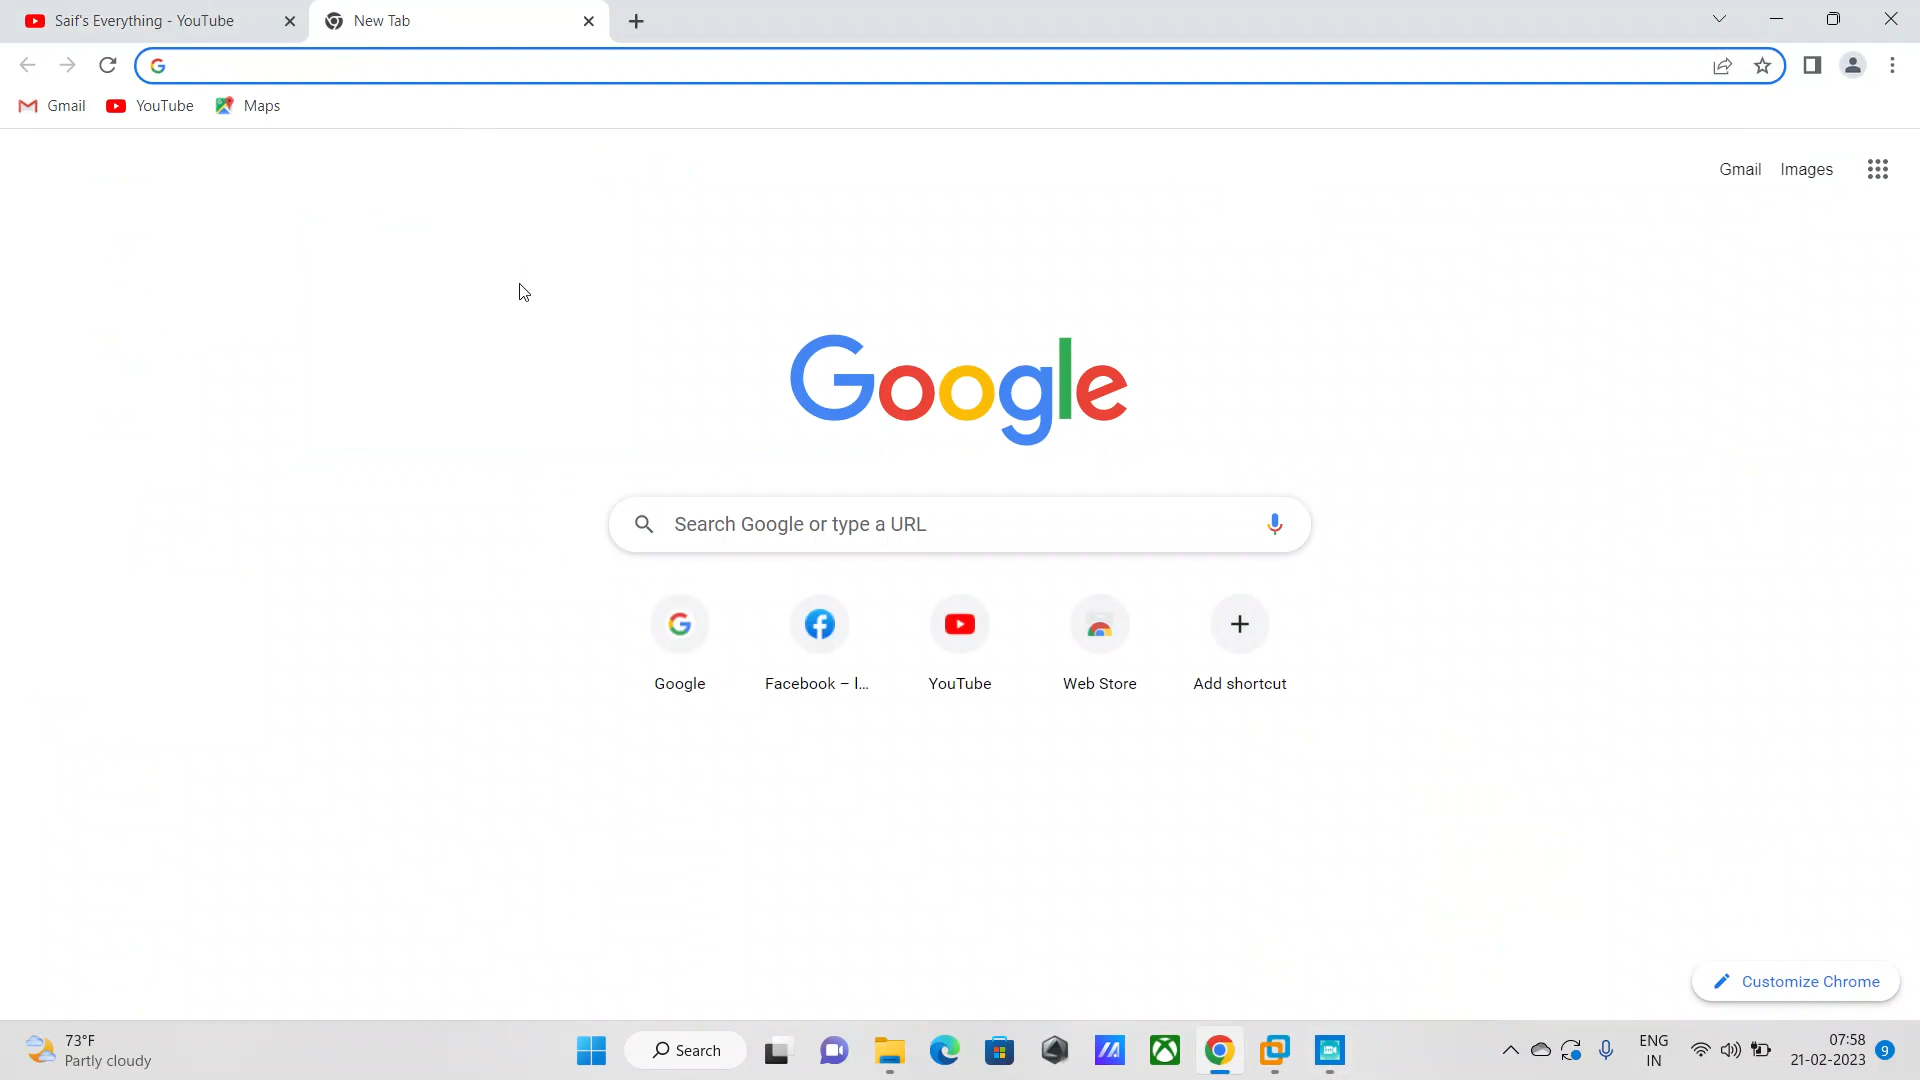 Saif's Everything - YouTube
New Tab
Gmail
YouTube
Maps
Gmail
Images
Google
Search Google or type a URL
Google
Facebook – l...
YouTube
Web Store
Add shortcut
Customize Chrome
73°F
Partly cloudy
Search
ENG
IN
07:58
21-02-2023
9